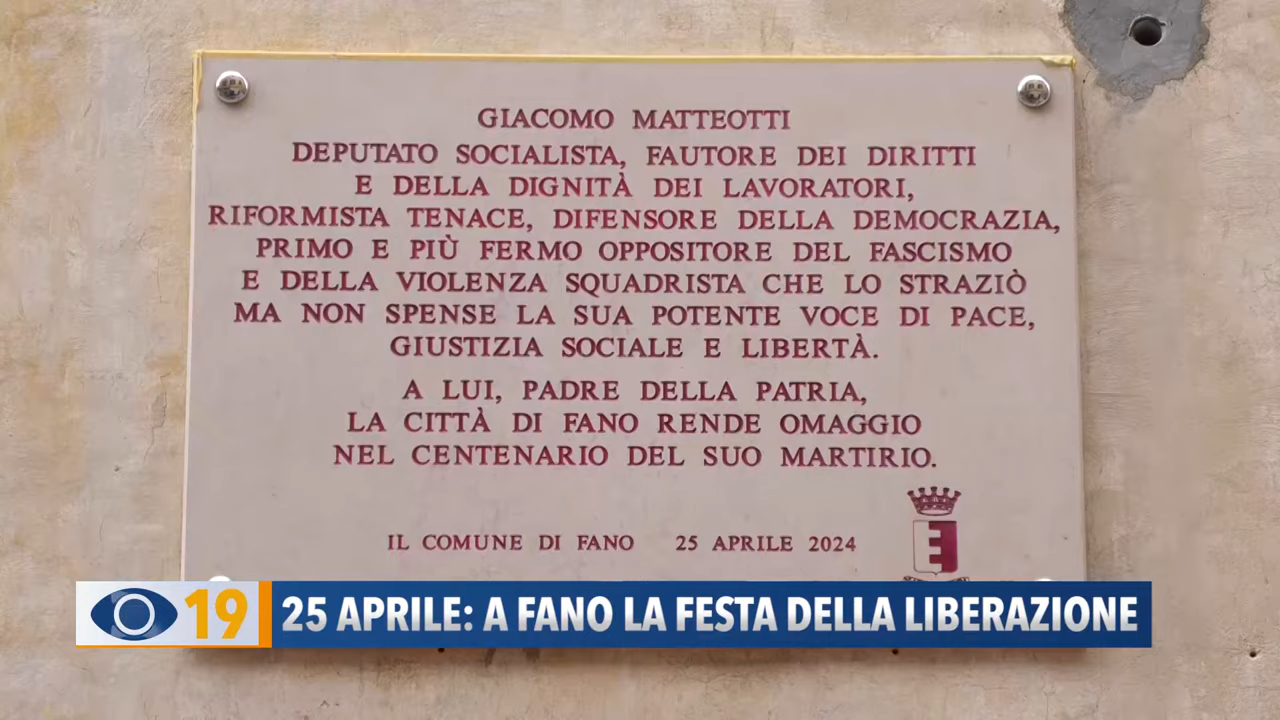 GIACOMO MATTEOTTI
DEPUTATO SOCIALISTA, FAUTORE DEI DIRITTI
E DELLA DIGNITÀ DEI LAVORATORI,
RIFORMISTA TENACE, DIFENSORE DELLA DEMOCRAZIA,
PRIMO E PIÙ FERMO OPPOSITORE DEL FASCISMO
E DELLA VIOLENZA SQUADRISTA CHE LO STRAZIÒ
MA NON SPENSE LA SUA POTENTE VOCE DI PACE,
GIUSTIZIA SOCIALE E LIBERTÀ.
A LUI, PADRE DELLA PATRIA,
LA CITTÀ DI FANO RENDE OMAGGIO
NEL CENTENARIO DEL SUO MARTIRIO.
IL COMUNE DI FANO 25 APRILE 2024
19 25 APRILE: A FANO LA FESTA DELLA LIBERAZIONE